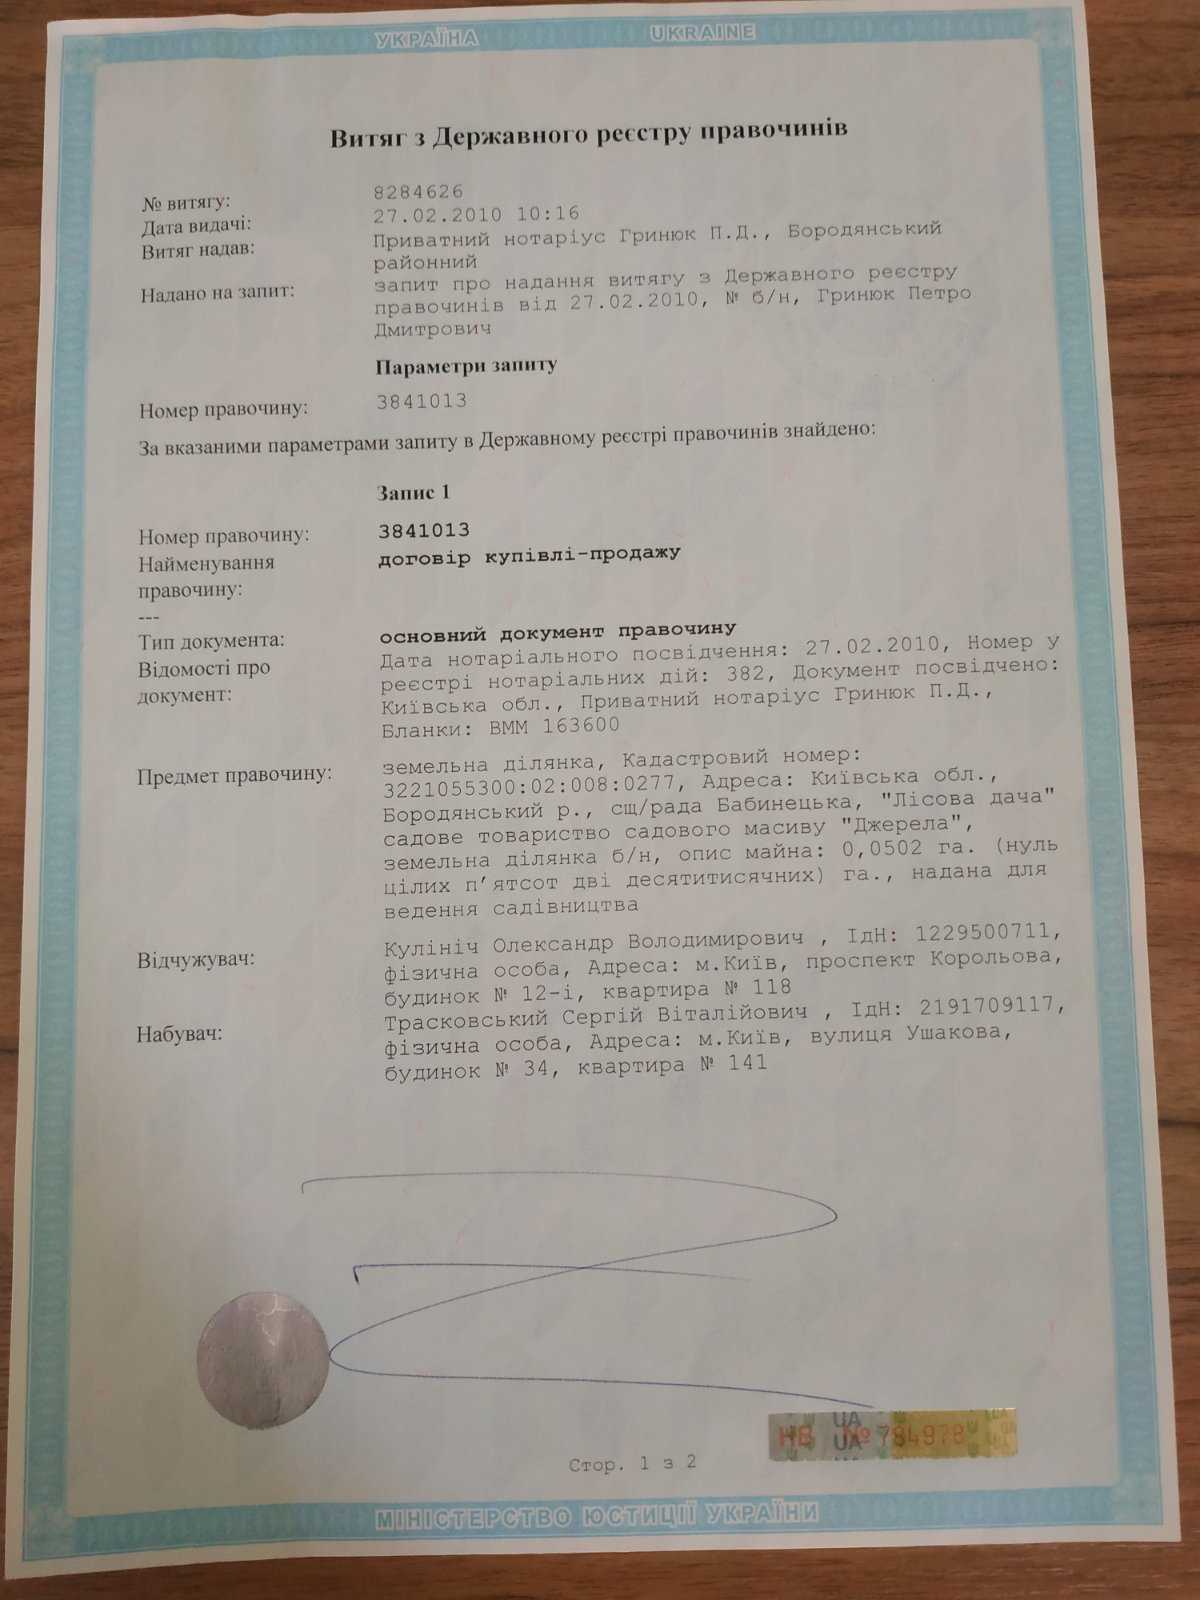 УКРАЇНА UKRAINE
Витяг з Державного реєстру правочинів
№ витягу: 8284626
Дата видачі: 27.02.2010 10:16
Витяг надав: Приватний нотаріус Гринюк П.Д., Бородянський
районний
Надано на запит: запит про надання витягу з Державного реєстру
правочинів від 27.02.2010, № б/н, Гринюк Петро
Дмитрович
Параметри запиту
Номер правочину: 3841013
За вказаними параметрами запиту в Державному реєстрі правочинів знайдено:
Запис 1
Номер правочину: 3841013
Найменування договір купівлі-продажу
правочину:
---
Тип документа: основний документ правочину
Відомості про Дата нотаріального посвідчення: 27.02.2010, Номер у
документ: реєстрі нотаріальних дій: 382, Документ посвідчено:
Київська обл., Приватний нотаріус Гринюк П.Д.,
Бланки: ВММ 163600
Предмет правочину: земельна ділянка, Кадастровий номер:
3221055300:02:008:0277, Адреса: Київська обл.,
Бородянський р., сщ/рада Бабинецька, "Лісова дача"
садове товариство садового масиву "Джерела",
земельна ділянка б/н, опис майна: 0,0502 га. (нуль
цілих п’ятсот дві десятитисячних) га., надана для
ведення садівництва
Відчужувач: Кулініч Олександр Володимирович , ІдН: 1229500711,
фізична особа, Адреса: м.Київ, проспект Корольова,
будинок № 12-і, квартира № 118
Набувач: Трасковський Сергій Віталійович , ІдН: 2191709117,
фізична особа, Адреса: м.Київ, вулиця Ушакова,
будинок № 34, квартира № 141
UA
НВ № 784978
UA
Стор. 1 з 2
МІНІСТЕРСТВО ЮСТИЦІЇ УКРАЇНИ